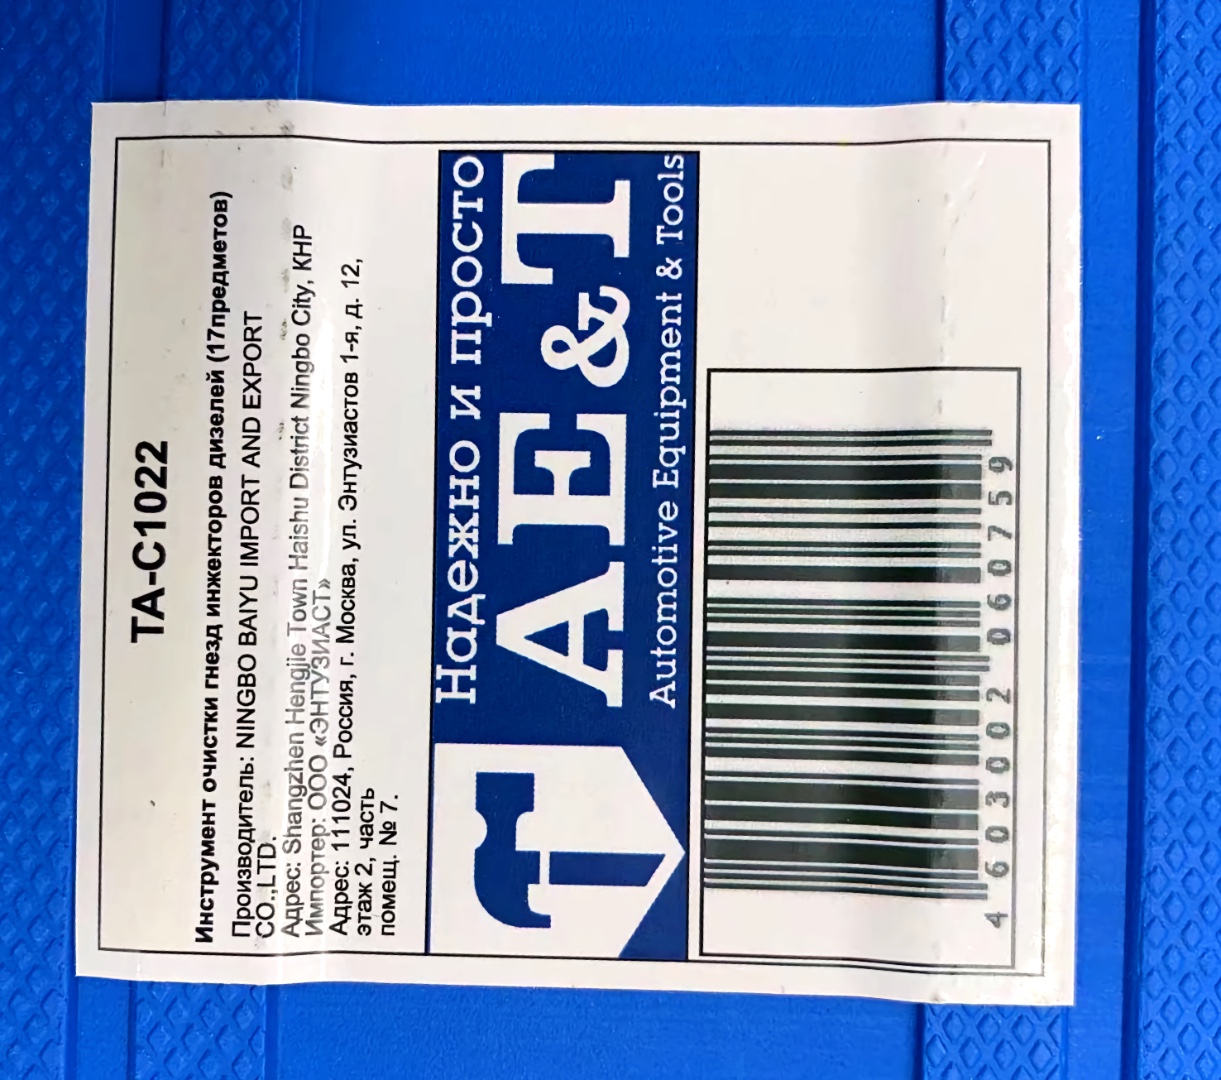 TA-C1022
Инструмент очистки гнезд инжекторов дизелей (17предметов)
Производитель: NINGBO BAIYU IMPORT AND EXPORT
CO.,LTD.
Адрес: Shangzhen Hengjie Town Haishu District Ningbo City, КНР
Импортер: ООО «ЭНТУЗИАСТ»
Адрес: 111024, Россия, г. Москва, ул. Энтузиастов 1-я, д. 12,
этаж 2, часть
помещ. № 7.
Надежно и просто
AE&T
Automotive Equipment & Tools
4 603002 060759